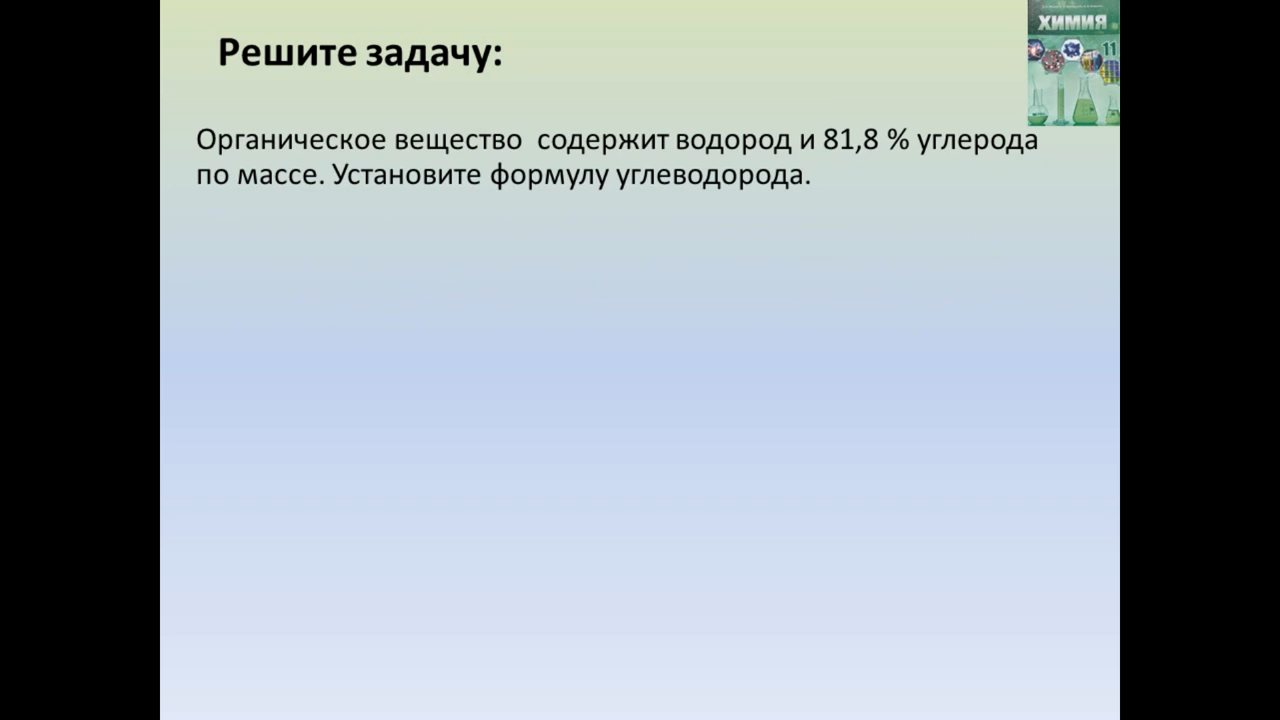 Решите задачу:
ХИМИЯ
11
Органическое вещество содержит водород и 81,8 % углерода
по массе. Установите формулу углеводорода.